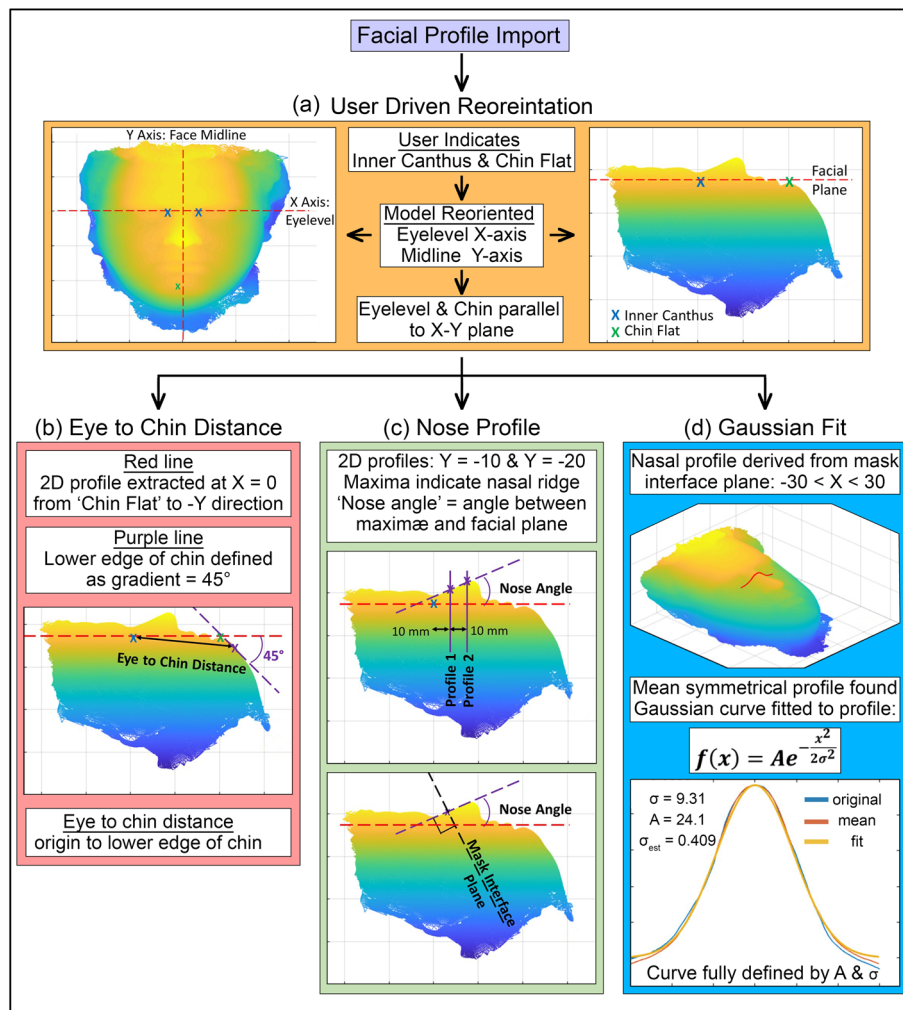 Facial Profile Import
(a) User Driven Reoreintation
Y Axis: Face Midline
X Axis:
Eyelevel
X
X
X
User Indicates
Inner Canthus & Chin Flat
Model Reoriented
Eyelevel X-axis
Midline Y-axis
Eyelevel & Chin parallel
to X-Y plane
Facial
Plane
X
X
X Inner Canthus
X Chin Flat
(b) Eye to Chin Distance
Red line
2D profile extracted at X = 0
from 'Chin Flat' to -Y direction
Purple line
Lower edge of chin defined
as gradient = 45°
X
X
X
45°
Eye to Chin Distance
Eye to chin distance
origin to lower edge of chin
(c) Nose Profile
2D profiles: Y = -10 & Y = -20
Maxima indicate nasal ridge
'Nose angle' = angle between
maximæ and facial plane
X
X
X
Nose Angle
10 mm
10 mm
Profile 1
Profile 2
X
Nose Angle
Mask Interface
Plane
(d) Gaussian Fit
Nasal profile derived from mask
interface plane: -30 < X < 30
Mean symmetrical profile found
Gaussian curve fitted to profile:
f(x) = Ae^{-\frac{x^2}{2σ^2}}
σ = 9.31
A = 24.1
σest = 0.409
original
mean
fit
Curve fully defined by A & σ